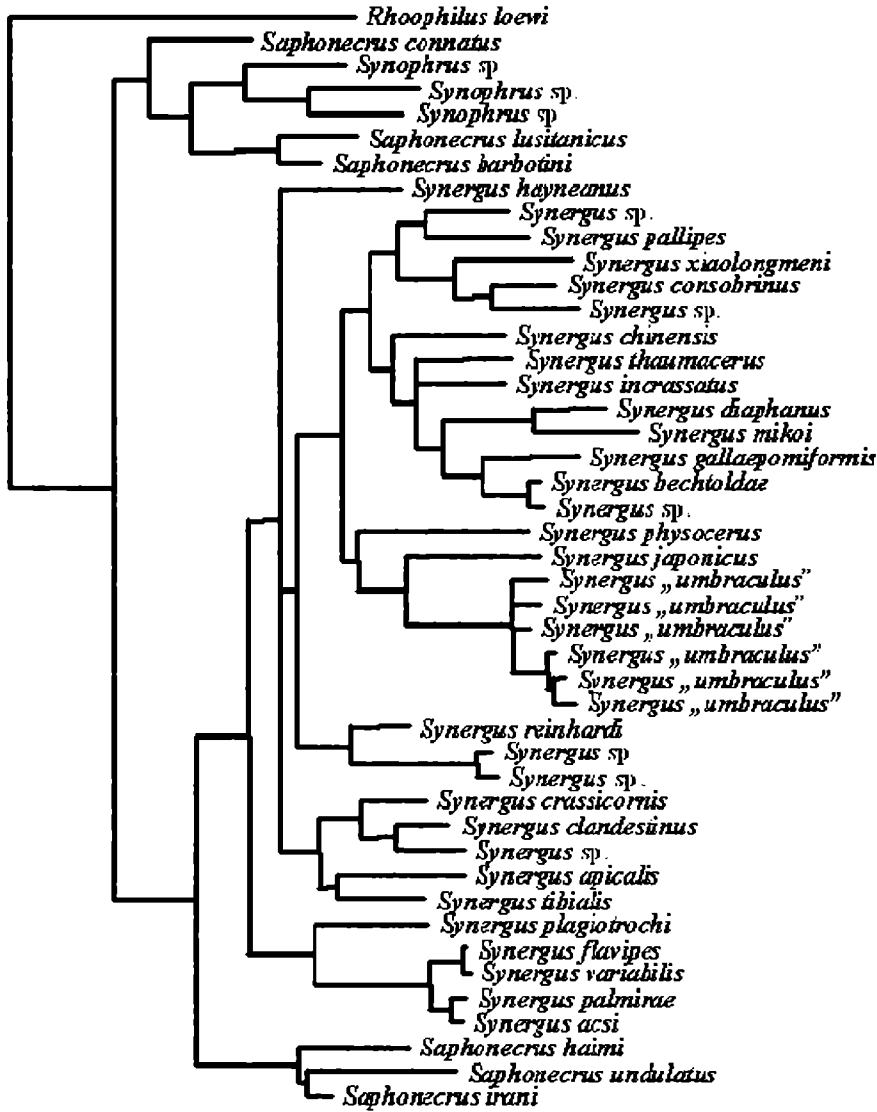 Rhoophilus loewi
Saphonecrus connatus
Synophrus sp
Synophrus sp.
Synophrus sp
Saphonecrus lusitanicus
Saphonecrus barbotini
Synergus hayneanus
Synergus sp.
Synergus pallipes
Synergus xiaolongmeni
Synergus consobrinus
Synergus sp.
Synergus chinensis
Synergus thaumacerus
Synergus incrassatus
Synergus diaphanus
Synergus mikoi
Synergus gallaepomiformis
Synergus bechtoldae
Synergus sp.
Synergus physocerus
Synergus japonicus
Synergus „umbraculus”
Synergus „umbraculus”
Synergus „umbraculus”
Synergus „umbraculus”
Synergus „umbraculus”
Synergus „umbraculus”
Synergus reinhardi
Synergus sp
Synergus sp.
Synergus crassicornis
Synergus clandestinus
Synergus sp.
Synergus apicalis
Synergus tibialis
Synergus plagiotrochi
Synergus flavipes
Synergus variabilis
Synergus palmirae
Synergus acsi
Saphonecrus haimi
Saphonecrus undulatus
Saphonecrus irani